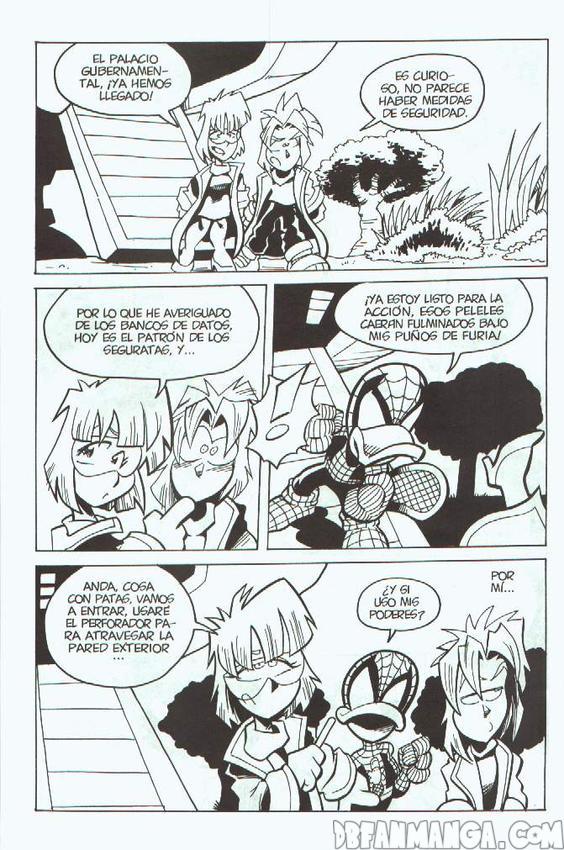 EL PALACIO
GUBERNAMEN-
TAL, ¡YA HEMOS
LLEGADO!
ES CURIO-
SO, NO PARECE
HABER MEDIDAS
DE SEGURIDAD.
POR LO QUE HE AVERIGUADO
DE LOS BANCOS DE DATOS,
HOY ES EL PATRÓN DE LOS
SEGURATAS, Y...
¡YA ESTOY LISTO PARA LA
ACCIÓN, ESOS PELELES
CAERAN FULMINADOS BAJO
MIS PUÑOS DE FURIA!
ANDA, COSA
CON PATAS, VAMOS
A ENTRAR, USARÉ
EL PERFORADOR PA-
RA ATRAVESAR LA
PARED EXTERIOR
...
¿Y SI
USO MIS
PODERES?
POR
MÍ...
DBFANMANGA.COM